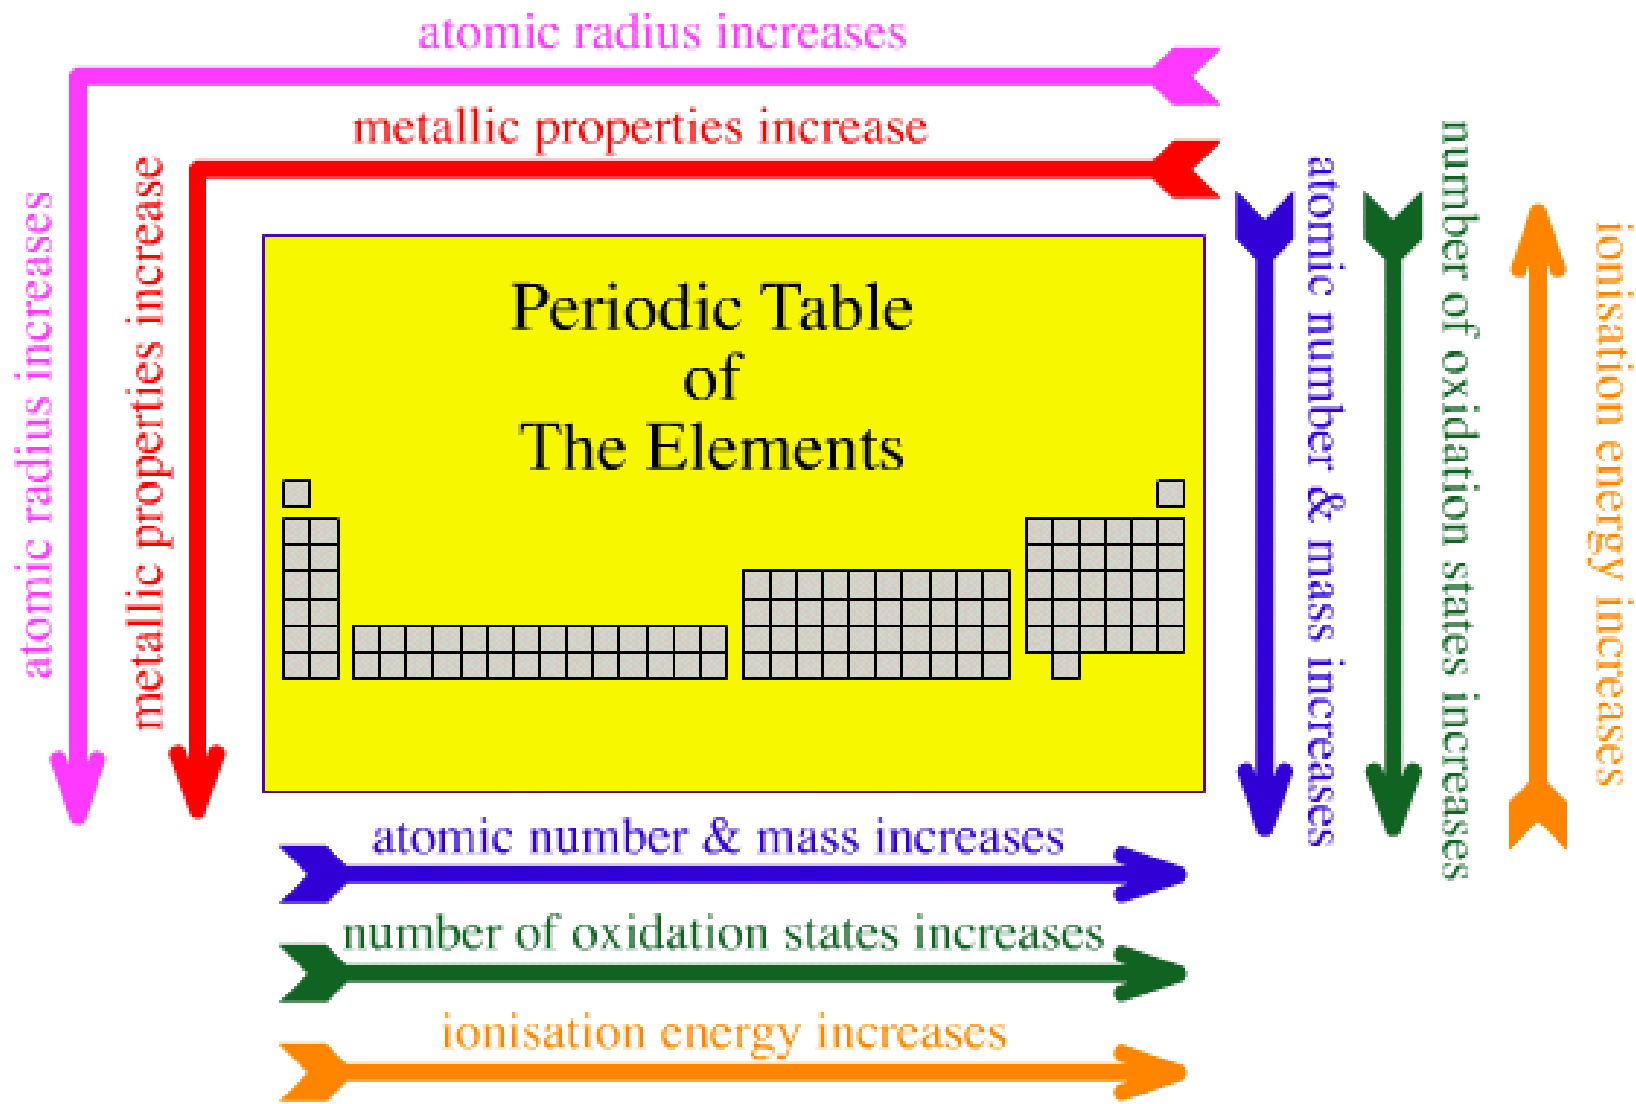 atomic radius increases
metallic properties increase
atomic radius increases
metallic properties increase
Periodic Table
of
The Elements
atomic number & mass increases
number of oxidation states increases
ionisation energy increases
atomic number & mass increases
number of oxidation states increases
ionisation energy increases